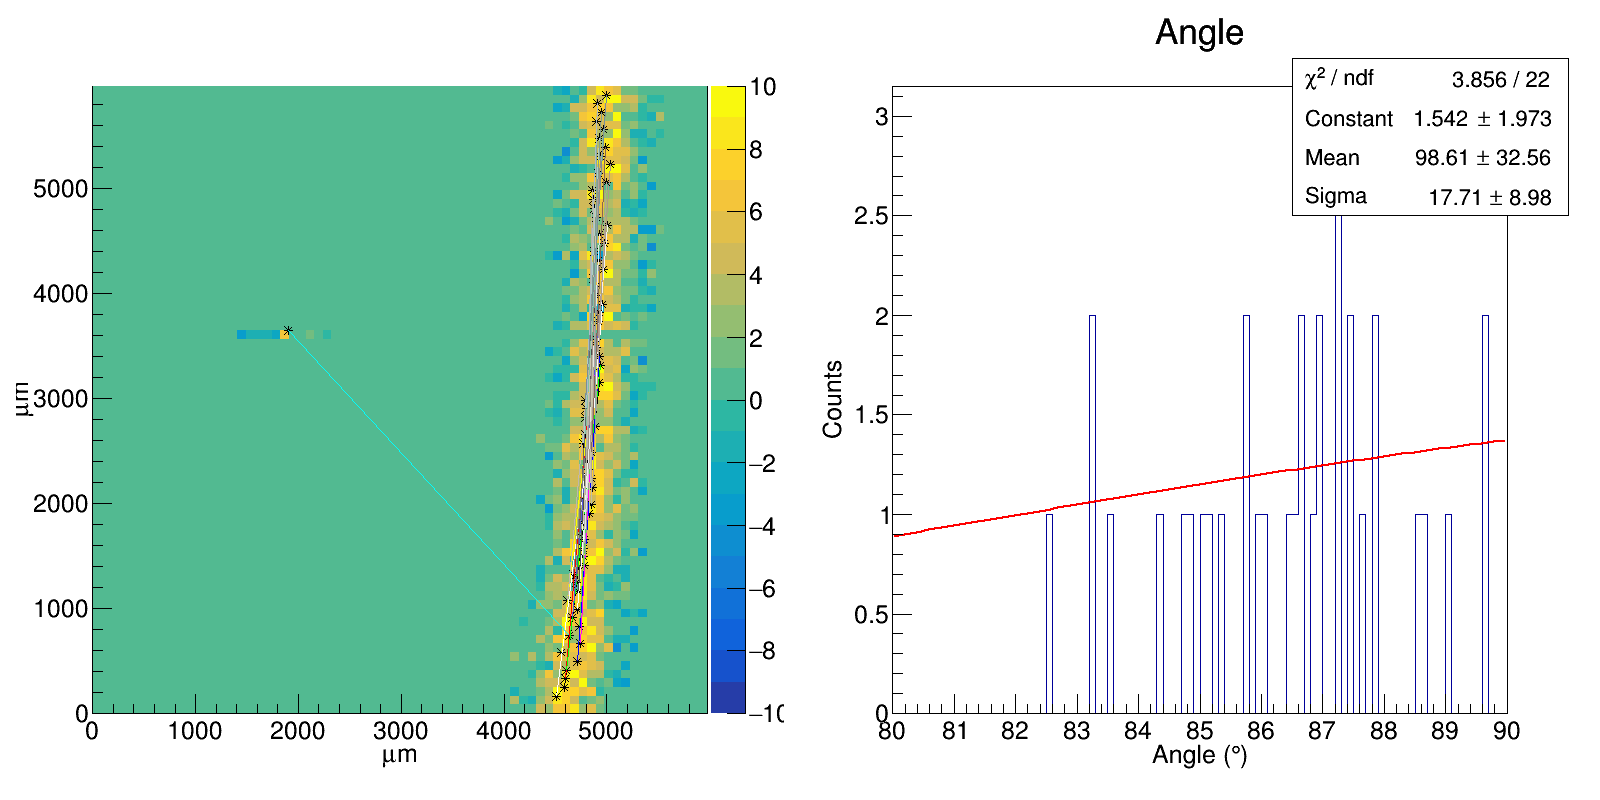 Angle
χ² / ndf 3.856 / 22
Constant 1.542 ± 1.973
Mean 98.61 ± 32.56
Sigma 17.71 ± 8.98
5000
4000
3000
2000
1000
0
μm
0 1000 2000 3000 4000 5000
μm
10
8
6
4
2
0
−2
−4
−6
−8
−10
3
2.5
2
1.5
1
0.5
0
Counts
80 81 82 83 84 85 86 87 88 89 90
Angle (°)